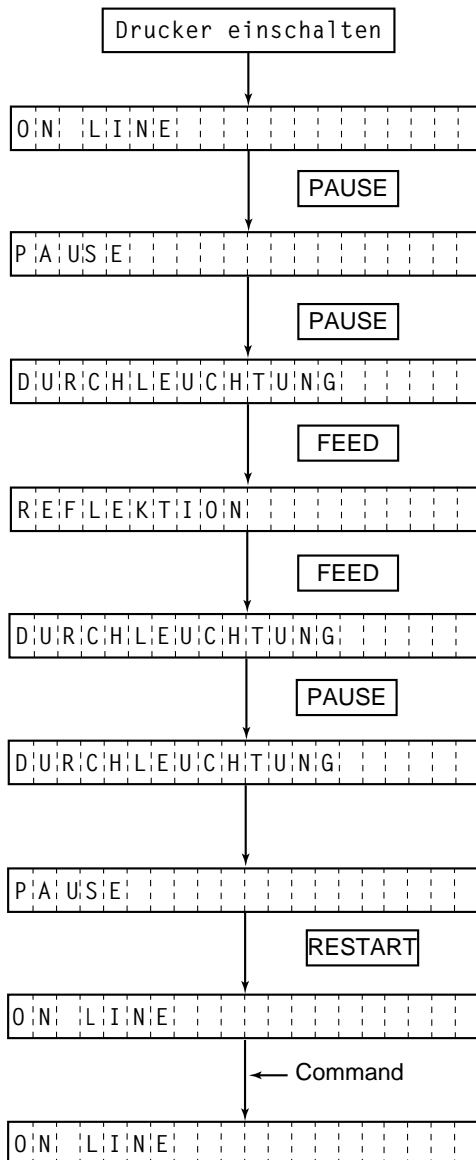 Drucker einschalten
ON LINE
PAUSE
PAUSE
PAUSE
DURCHLEUCHTUNG
FEED
REFLEKTION
FEED
DURCHLEUCHTUNG
PAUSE
DURCHLEUCHTUNG
PAUSE
RESTART
ON LINE
Command
ON LINE